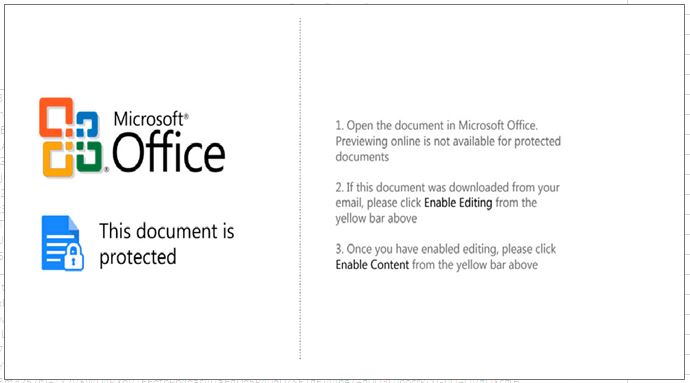 Microsoft®
Office
®
This document is
protected
1. Open the document in Microsoft Office.
Previewing online is not available for protected
documents
2. If this document was downloaded from your
email, please click Enable Editing from the
yellow bar above
3. Once you have enabled editing, please click
Enable Content from the yellow bar above